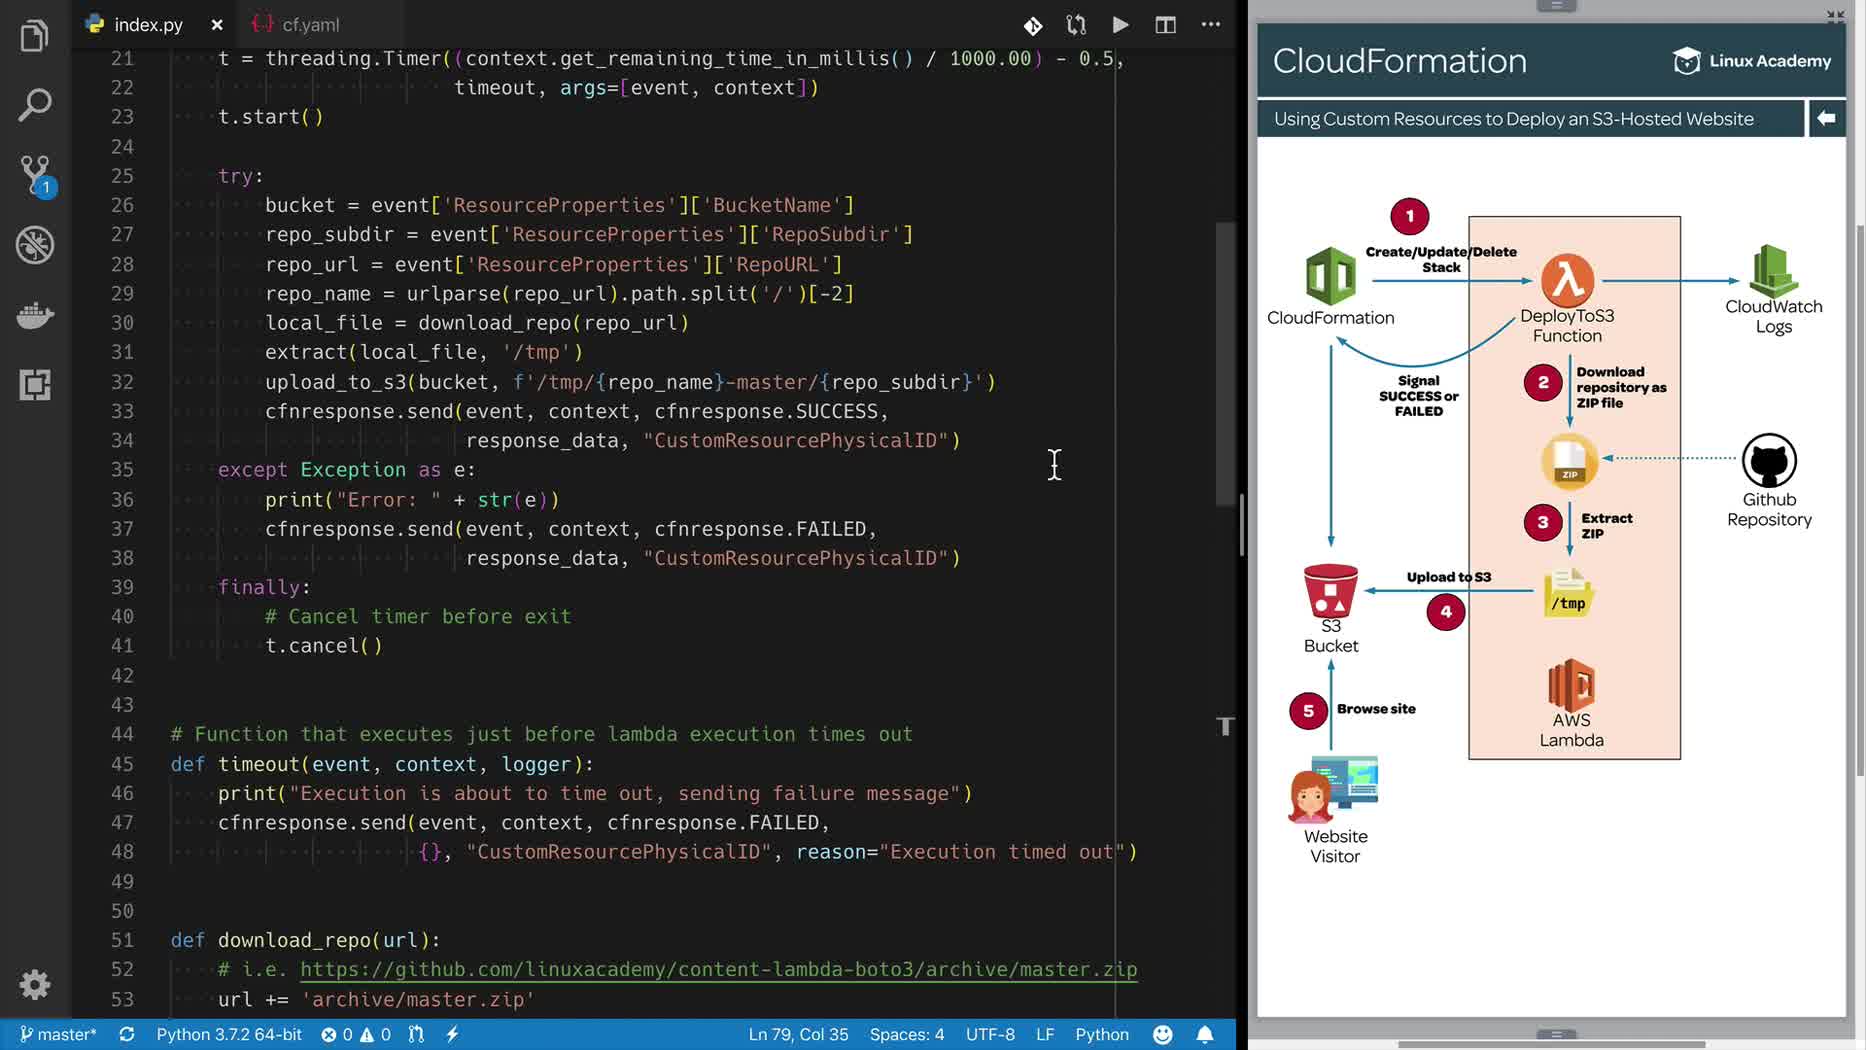 index.py
cf.yaml
21 t = threading.Timer((context.get_remaining_time_in_millis() / 1000.00) - 0.5,
22 timeout, args=[event, context])
23 t.start()
24
25 try:
26 bucket = event['ResourceProperties']['BucketName']
27 repo_subdir = event['ResourceProperties']['RepoSubdir']
28 repo_url = event['ResourceProperties']['RepoURL']
29 repo_name = urlparse(repo_url).path.split('/')[-2]
30 local_file = download_repo(repo_url)
31 extract(local_file, '/tmp')
32 upload_to_s3(bucket, f'/tmp/{repo_name}-master/{repo_subdir}')
33 cfnresponse.send(event, context, cfnresponse.SUCCESS,
34 response_data, "CustomResourcePhysicalID")
35 except Exception as e:
36 print("Error: " + str(e))
37 cfnresponse.send(event, context, cfnresponse.FAILED,
38 response_data, "CustomResourcePhysicalID")
39 finally:
40 # Cancel timer before exit
41 t.cancel()
42
43
44 # Function that executes just before lambda execution times out
45 def timeout(event, context, logger):
46 print("Execution is about to time out, sending failure message")
47 cfnresponse.send(event, context, cfnresponse.FAILED,
48 {}, "CustomResourcePhysicalID", reason="Execution timed out")
49
50
51 def download_repo(url):
52 # i.e. https://github.com/linuxacademy/content-lambda-boto3/archive/master.zip
53 url += 'archive/master.zip'
1
master*
Python 3.7.2 64-bit
0
0
Ln 79, Col 35
Spaces: 4
UTF-8
LF
Python
CloudFormation
Linux Academy
Using Custom Resources to Deploy an S3-Hosted Website
1
Create/Update/Delete
Stack
CloudFormation
DeployToS3
Function
CloudWatch
Logs
Signal
SUCCESS or
FAILED
2
Download
repository as
ZIP file
ZIP
Github
Repository
3
Extract
ZIP
Upload to S3
4
/tmp
S3
Bucket
AWS
Lambda
5
Browse site
Website
Visitor